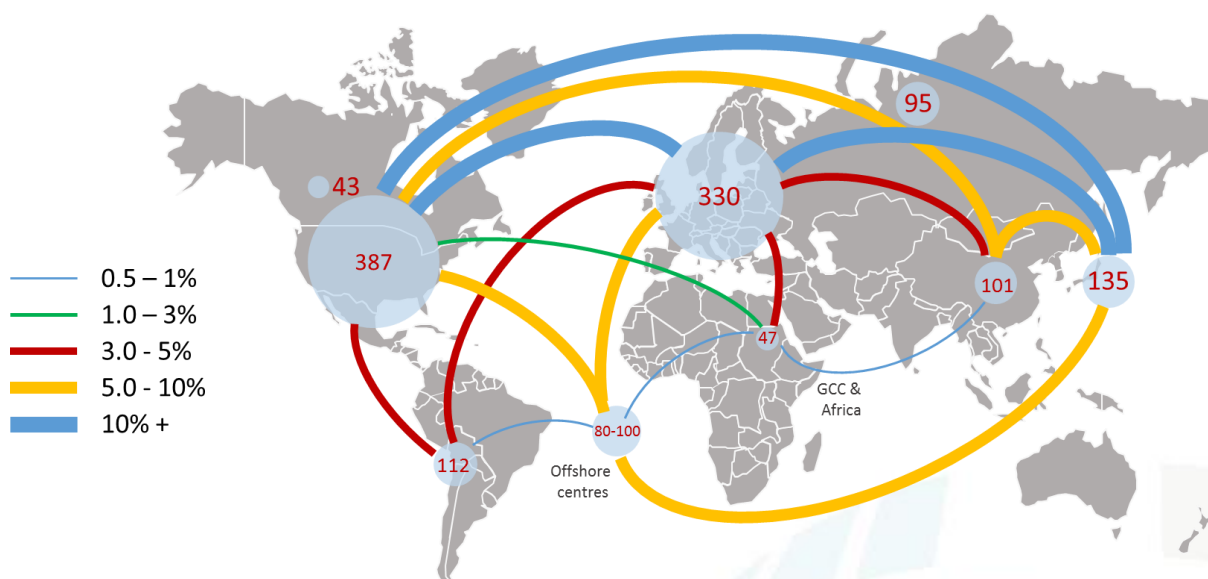 95
43
330
387
0.5 – 1%
101
135
1.0 – 3%
47
3.0 - 5%
GCC &
Africa
5.0 - 10%
80-100
10% +
112
Offshore
centres